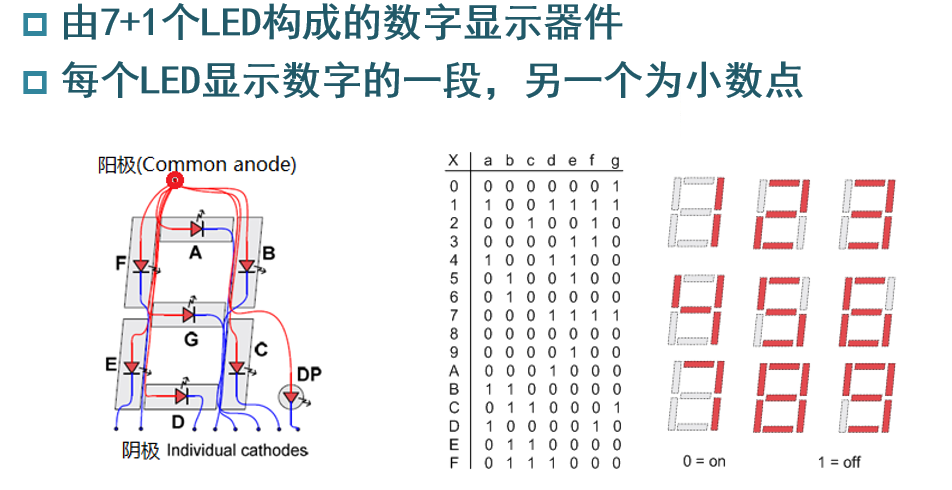 由7+1个LED构成的数字显示器件
每个LED显示数字的一段，另一个为小数点
阳极(Common anode)
A
F
B
G
E
C
DP
D
阴极 Individual cathodes
X a b c d e f g
0 0 0 0 0 0 0 1
1 1 0 0 1 1 1 1
2 0 0 1 0 0 1 0
3 0 0 0 0 1 1 0
4 1 0 0 1 1 0 0
5 0 1 0 0 1 0 0
6 0 1 0 0 0 0 0
7 0 0 0 1 1 1 1
8 0 0 0 0 0 0 0
9 0 0 0 0 1 0 0
A 0 0 0 1 0 0 0
B 1 1 0 0 0 0 0
C 0 1 1 0 0 0 1
D 1 0 0 0 0 1 0
E 0 1 1 0 0 0 0
F 0 1 1 1 0 0 0
0 = on
1 = off